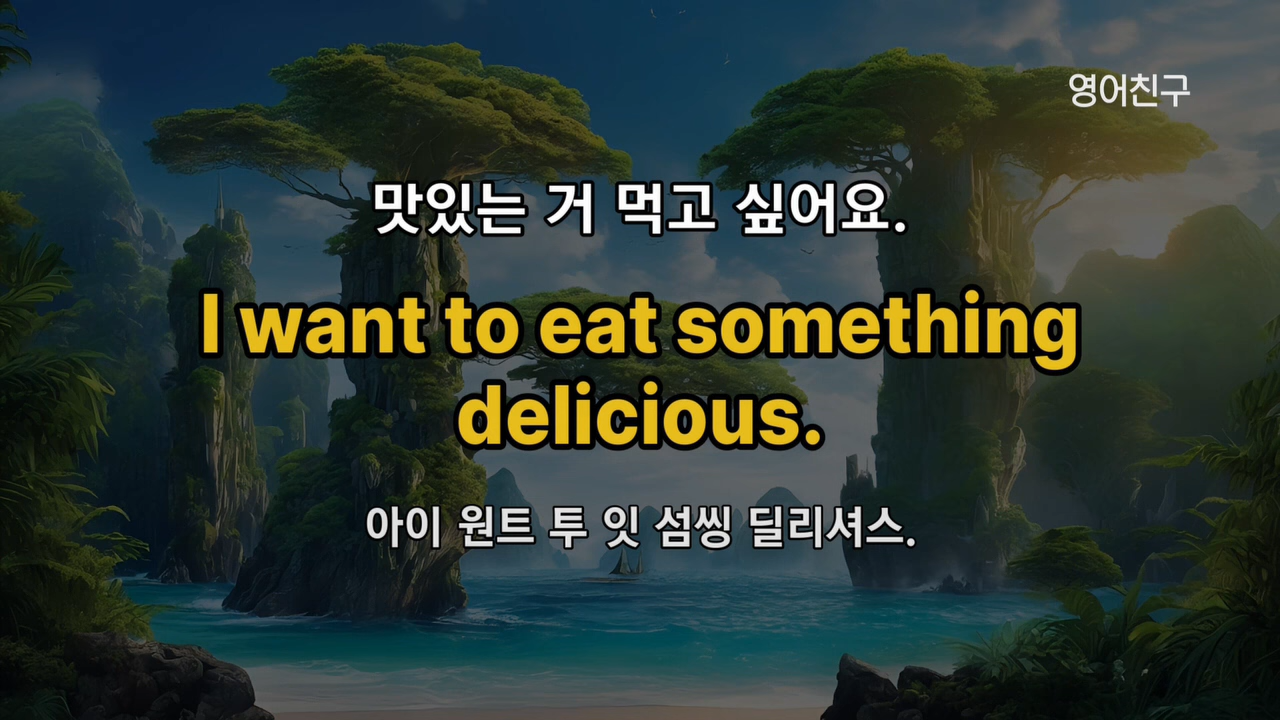 영어친구
맛있는 거 먹고 싶어요.
I want to eat something
delicious.
아이 원트 투 잇 섬씽 딜리셔스.